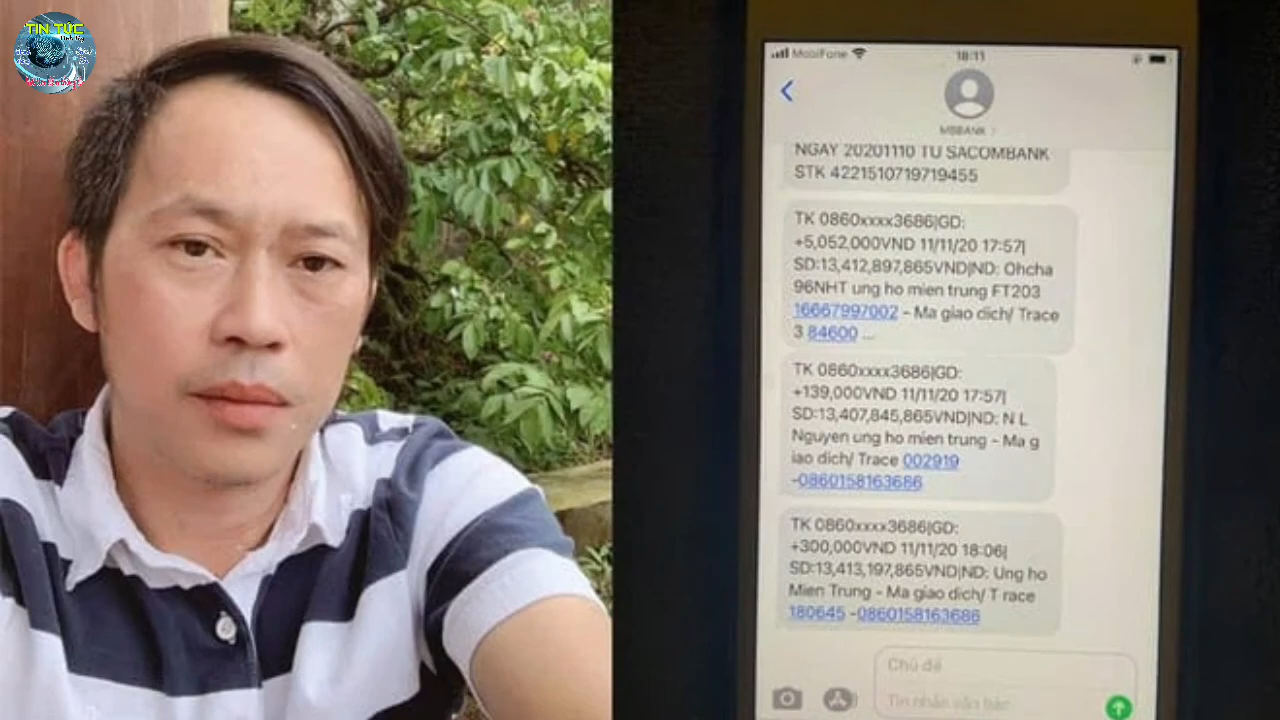 TIN TỨC
MobiFone
18:11
MBBANK
NGAY 20201110 TU SACOMBANK
STK 4221510719719455
TK 0860xxxx3686|GD:
+5,052,000VND 11/11/20 17:57|
SD:13,412,897,865VND|ND: Ohcha
96NHT ung ho mien trung FT203
16667997002 - Ma giao dich/ Trace
3 84600 ...
TK 0860xxxx3686|GD:
+139,000VND 11/11/20 17:57|
SD:13,407,845,865VND|ND: N L
Nguyen ung ho mien trung - Ma g
iao dich/ Trace 002919
-0860158163686
TK 0860xxxx3686|GD:
+300,000VND 11/11/20 18:06|
SD:13,413,197,865VND|ND: Ung ho
Mien Trung - Ma giao dich/ T race
180645 -0860158163686
Chủ đề
Tin nhắn văn bản